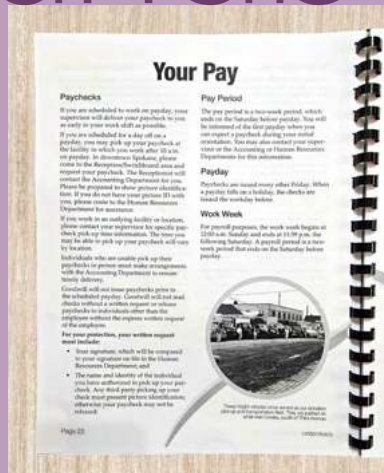 Your Pay
Paychecks
If you are scheduled to work on payday, your
supervisor will deliver your paycheck to you
as early in your work shift as possible.
If you are scheduled for a day off on a
payday, you may pick up your paycheck at
the facility in which you work after 10 a.m.
on payday. In downtown Spokane, please
come to the Reception/Switchboard area and
request your paycheck. The Receptionist will
contact the Accounting Department for you.
Please be prepared to show picture identifica-
tion. If you do not have your picture ID with
you, please come to the Human Resources
Department for assistance.
If you work in an outlying facility or location,
please contact your supervisor for specific pay-
check pick up time information. The time you
may be able to pick up your paycheck will vary
by location.
Individuals who are unable to pick up their
paychecks in person must make arrangements
with the Accounting Department to ensure
timely delivery.
Goodwill will not issue paychecks prior to
the scheduled payday. Goodwill will not mail
checks without a written request or release
paychecks to individuals other than the
employee without the express written request
of the employee.
For your protection, your written request
must include:
• Your signature, which will be compared
to your signature on file in the Human
Resources Department; and
• The name and identity of the individual
you have authorized to pick up your pay-
check. Any third party picking up your
check must present picture identification;
otherwise your paycheck may not be
released.
Page 22
Pay Period
The pay period is a two-week period, which
ends on the Saturday before payday. You will
be informed of the first payday when you
can expect a paycheck during your initial
orientation. You may also contact your super-
visor or the Accounting or Human Resources
Departments for this information.
Payday
Paychecks are issued every other Friday. When
a payday falls on a holiday, the checks are
issued the workday before.
Work Week
For payroll purposes, the work week begins at
12:00 a.m. Sunday and ends at 11:59 p.m. the
following Saturday. A payroll period is a two-
week period that ends on the Saturday before
payday.